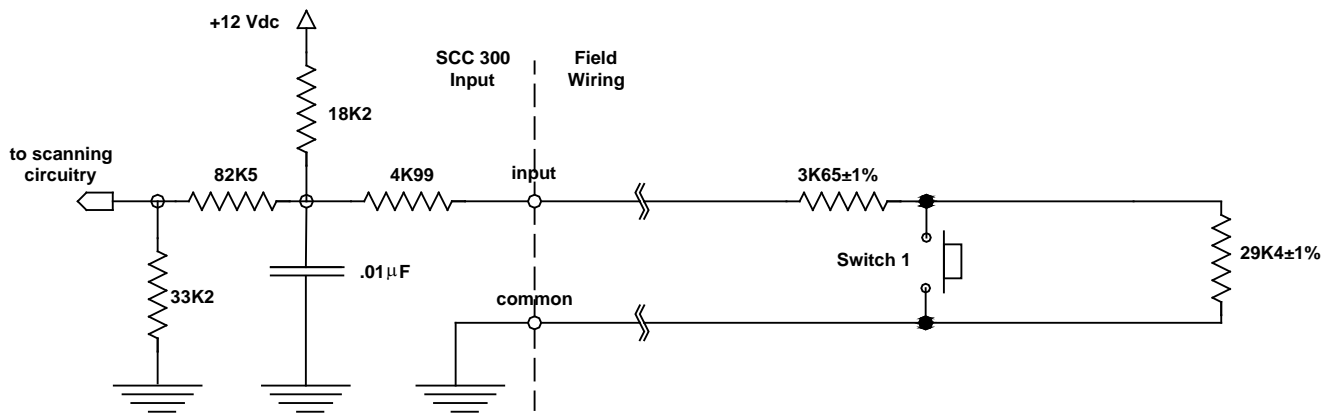 +12 Vdc
SCC 300
Input
Field
Wiring
18K2
to scanning
circuitry
82K5
4K99
input
3K65±1%
Switch 1
29K4±1%
.01µF
33K2
common